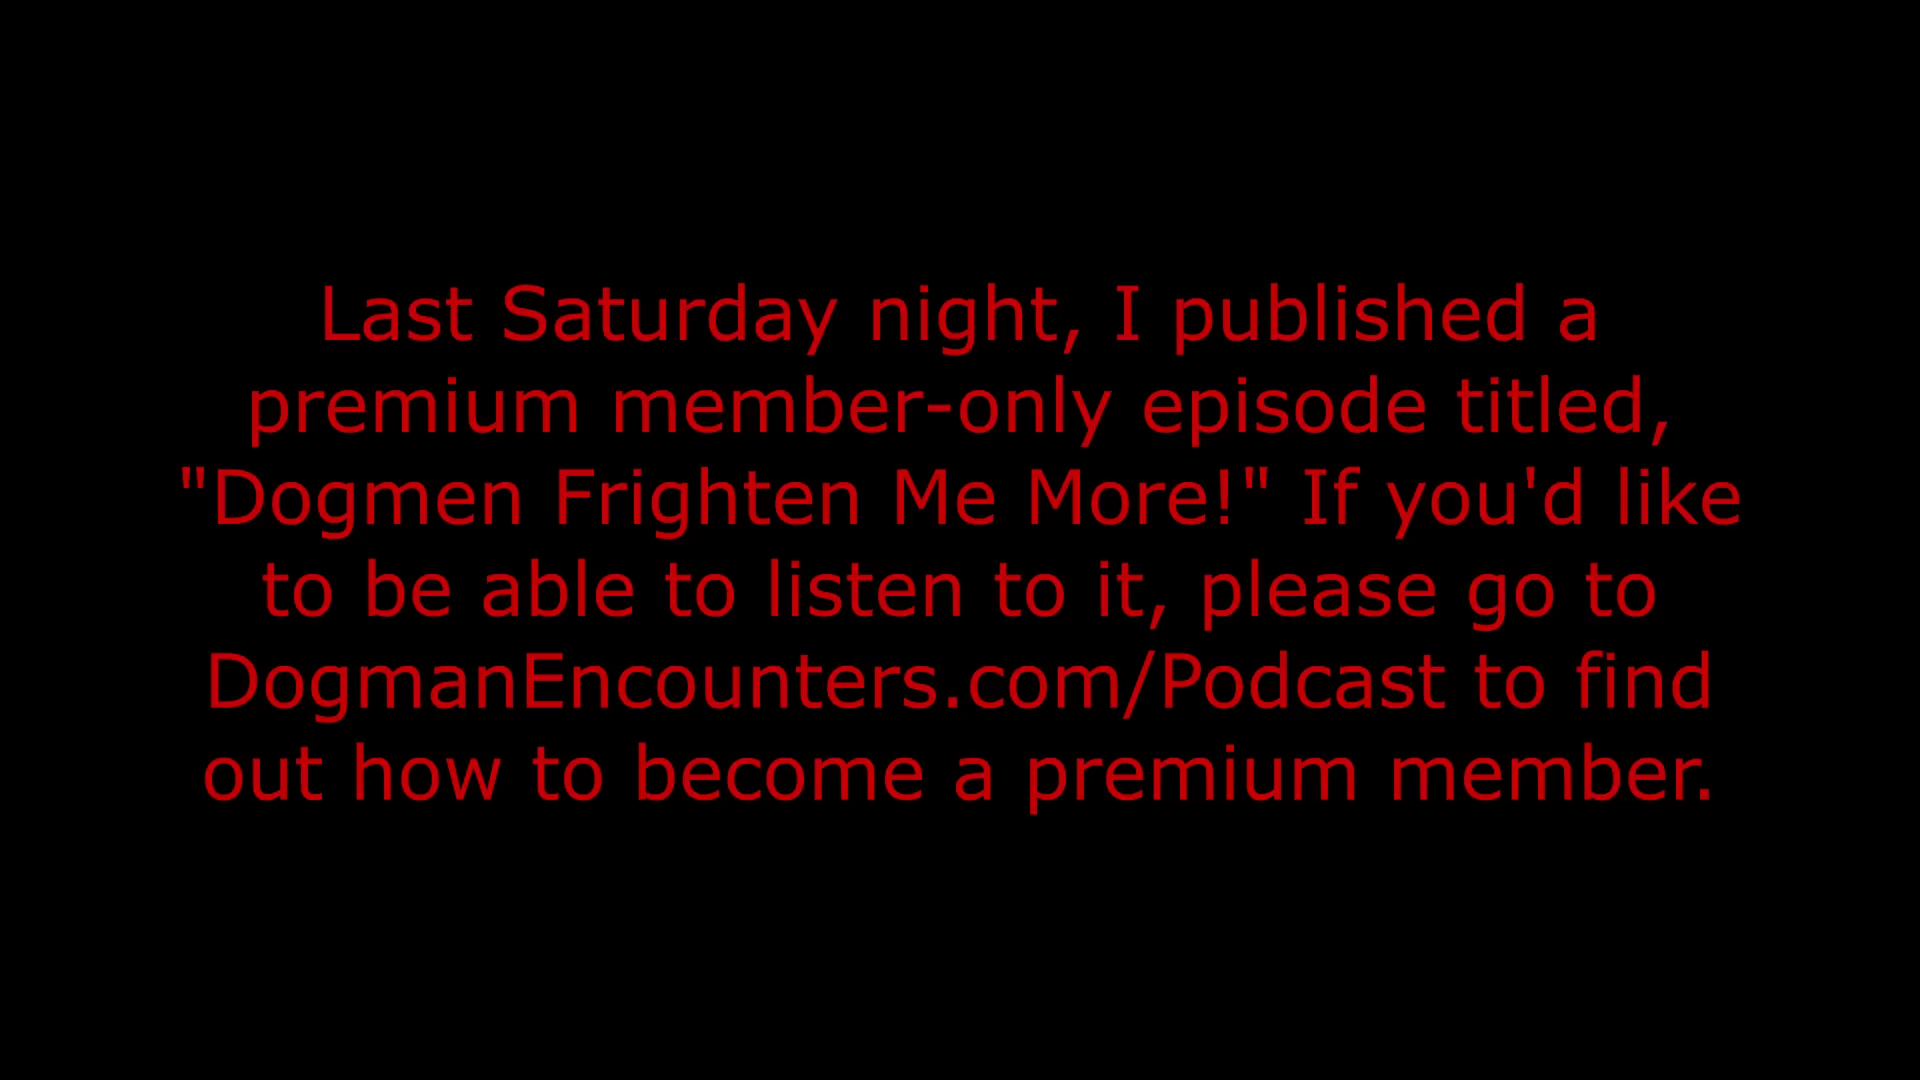 Last Saturday night, I published a
premium member-only episode titled,
"Dogmen Frighten Me More!" If you'd like
to be able to listen to it, please go to
DogmanEncounters.com/Podcast to find
out how to become a premium member.